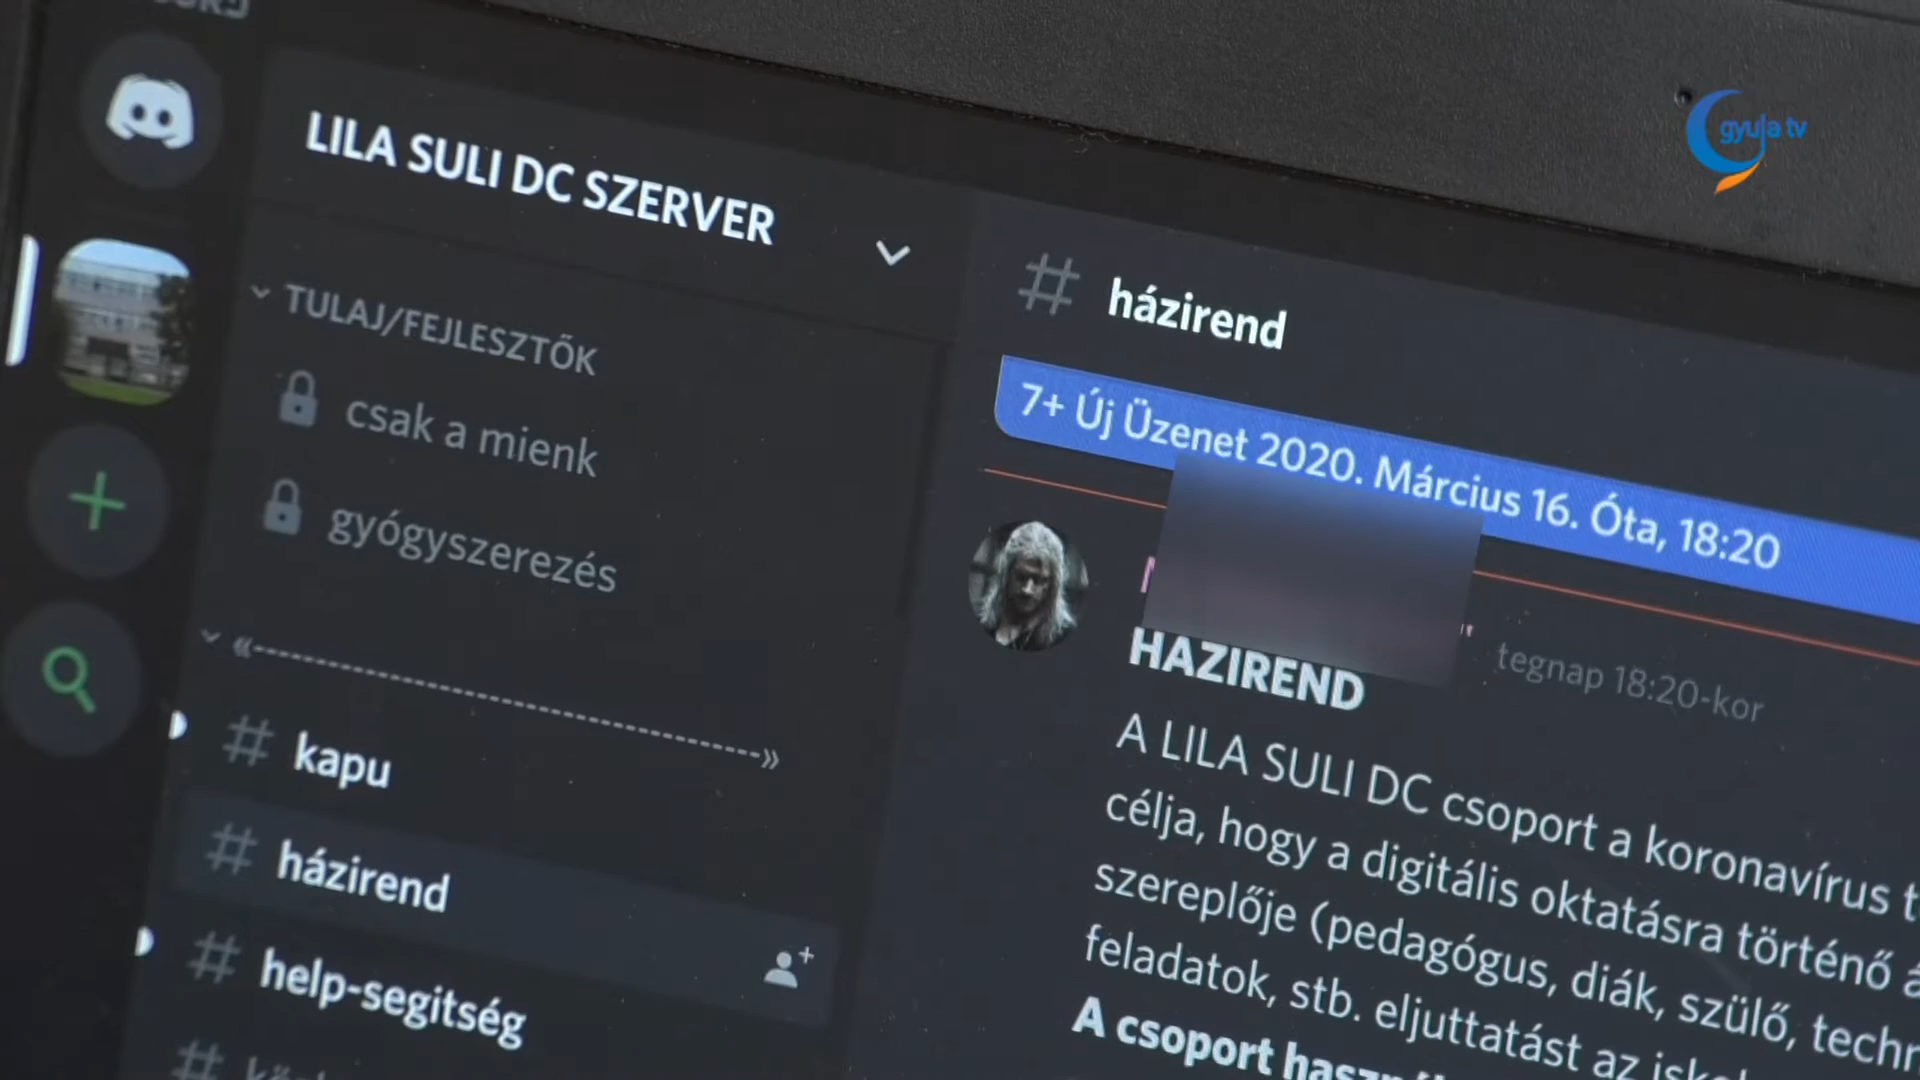 gyula tv
LILA SULI DC SZERVER
TULAJ/FEJLESZTŐK
csak a mienk
gyógyszerezés
«----------------------------------------»
# kapu
# házirend
# help-segitség
# házirend
7+ Új Üzenet 2020. Március 16. Óta, 18:20
tegnap 18:20-kor
HÁZIREND
A LILA SULI DC csoport a koronavírus
célja, hogy a digitális oktatásra történő
szereplője (pedagógus, diák, szülő,
feladatok, stb. eljuttatást az
A csoport